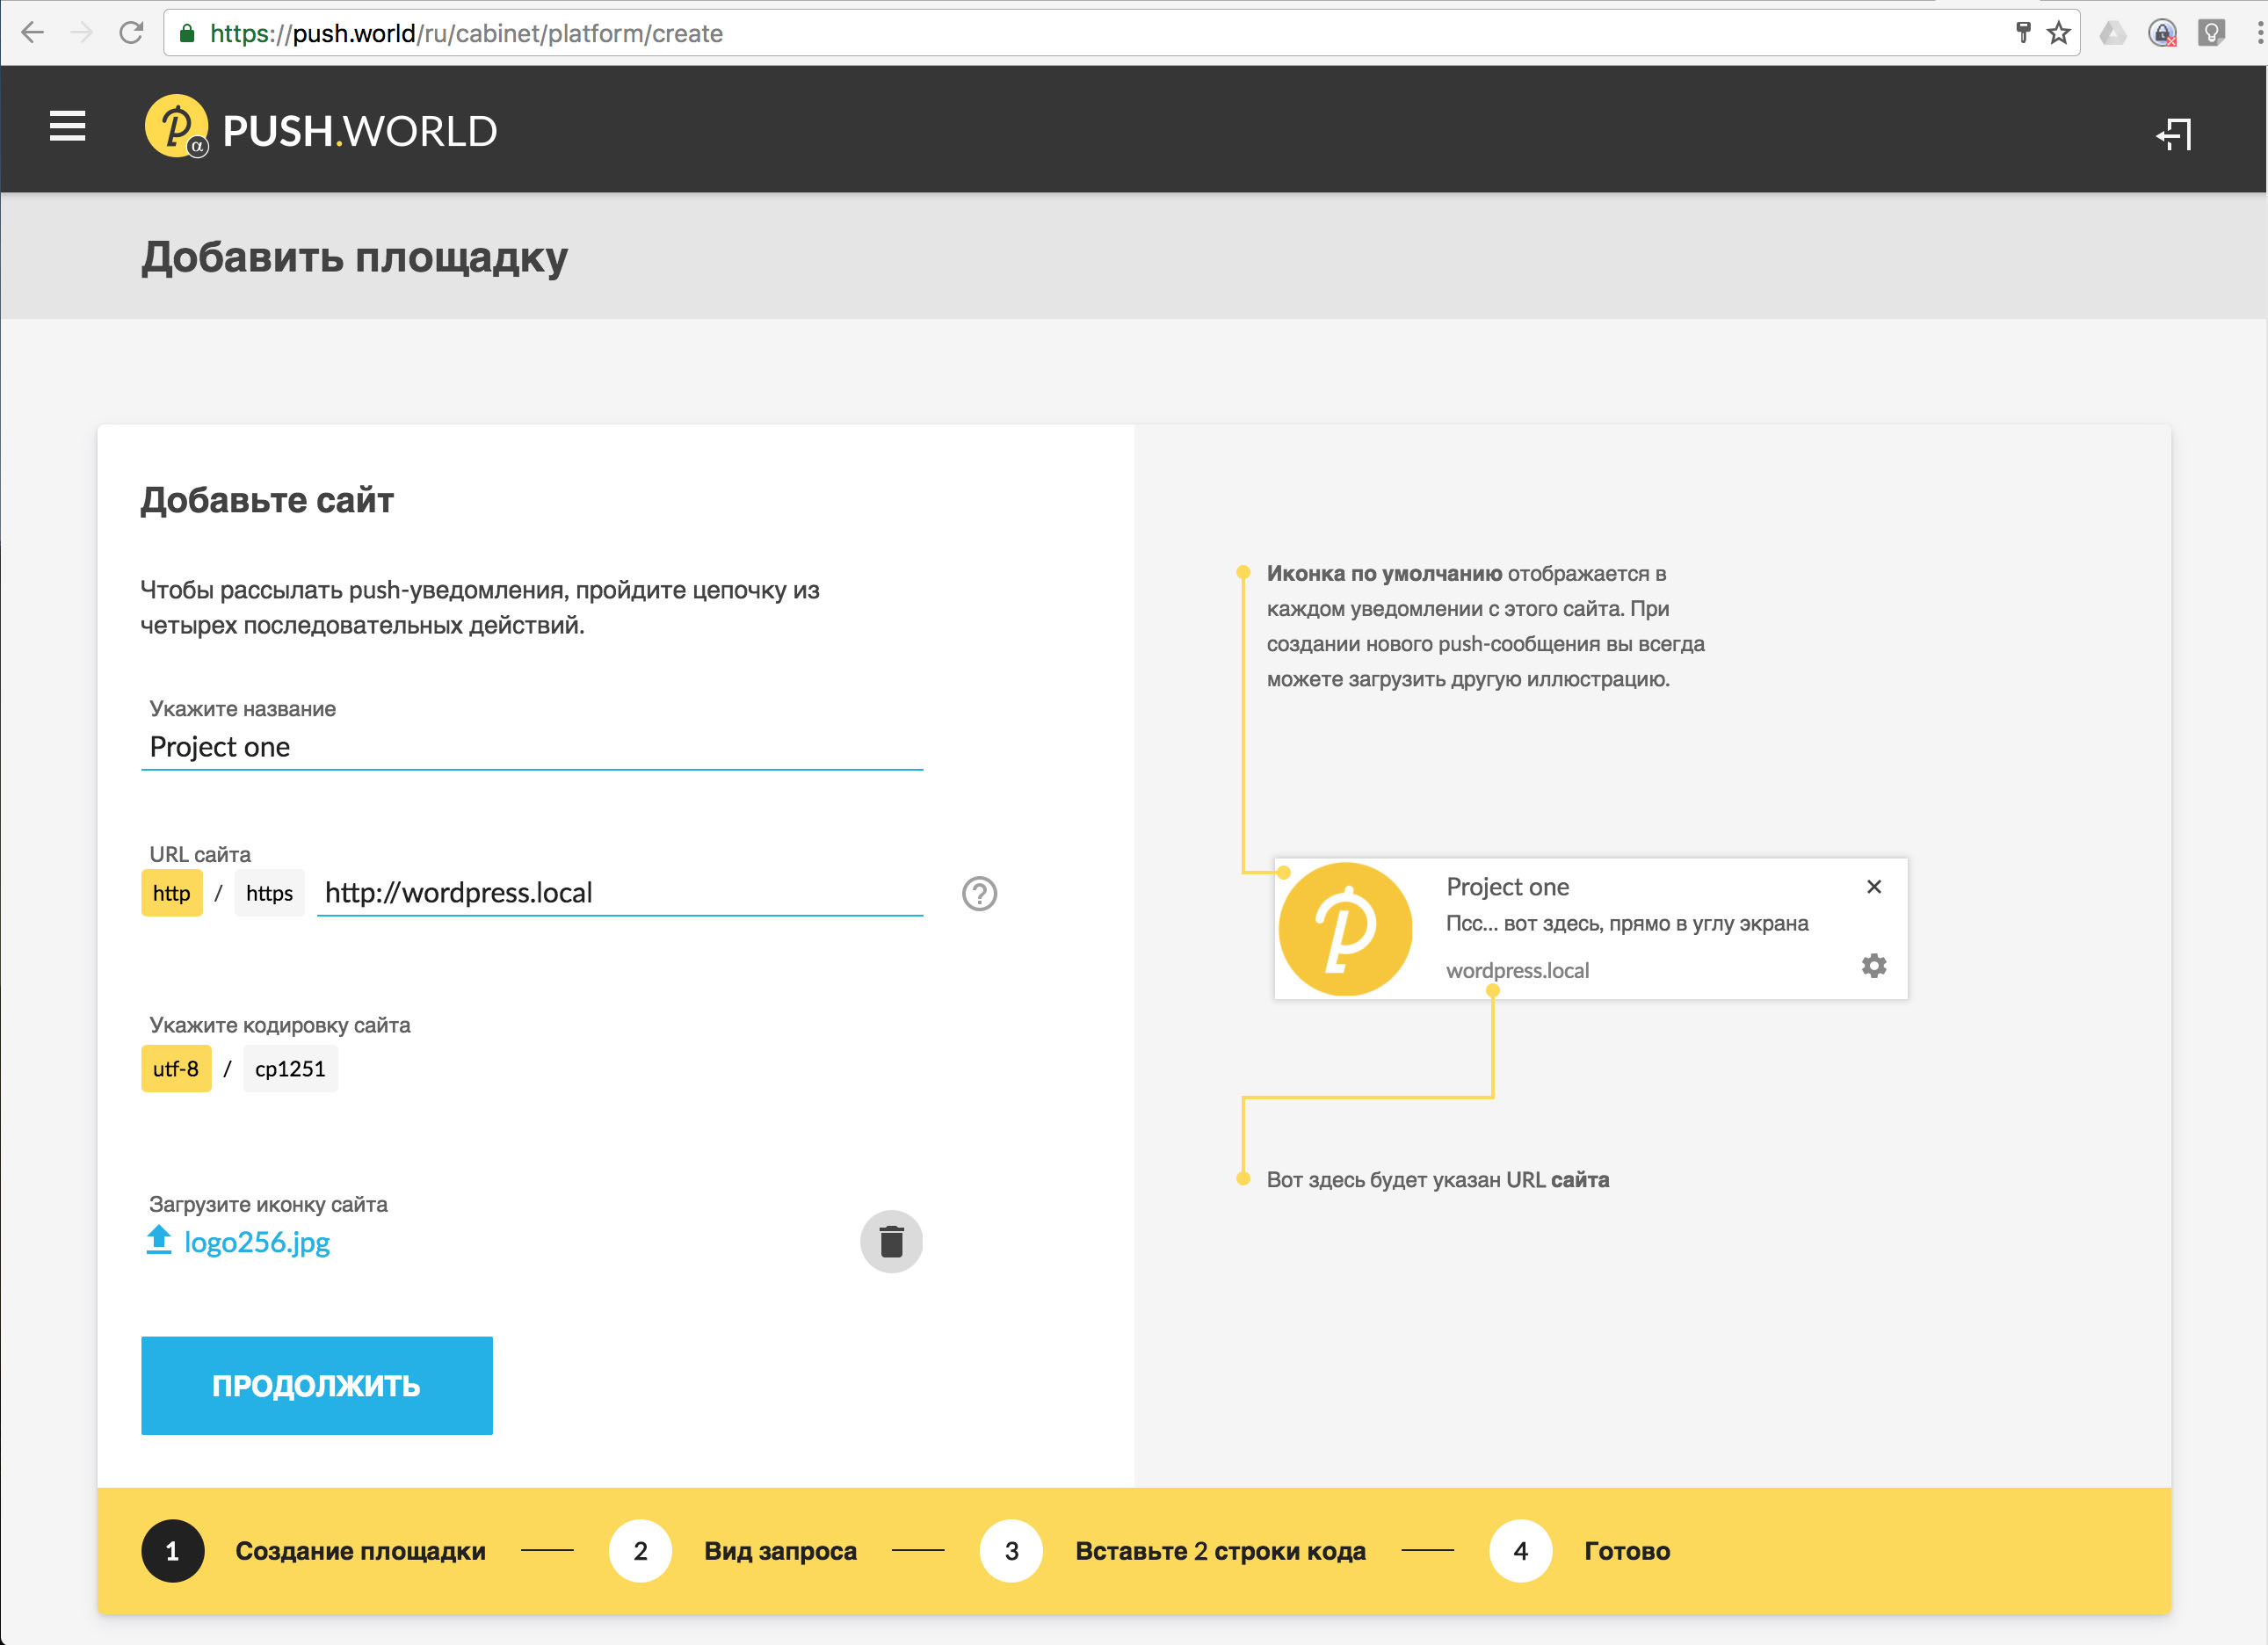 https://push.world/ru/cabinet/platform/create
PUSH.WORLD
α
Добавить площадку
Добавьте сайт
Чтобы рассылать push-уведомления, пройдите цепочку из
четырех последовательных действий.
Укажите название
Project one
URL сайта
http / https http://wordpress.local ?
Укажите кодировку сайта
utf-8 / cp1251
Загрузите иконку сайта
logo256.jpg
ПРОДОЛЖИТЬ
Иконка по умолчанию отображается в
каждом уведомлении с этого сайта. При
создании нового push-сообщения вы всегда
можете загрузить другую иллюстрацию.
Project one
Псс... вот здесь, прямо в углу экрана
wordpress.local
Вот здесь будет указан URL сайта
1 Создание площадки 2 Вид запроса 3 Вставьте 2 строки кода 4 Готово